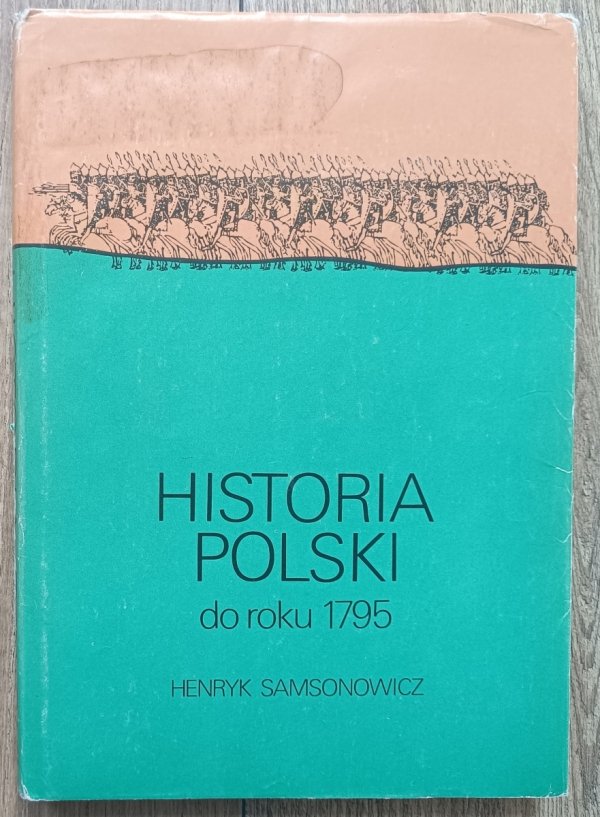 HISTORIA
POLSKI
do roku 1795
HENRYK SAMSONOWICZ